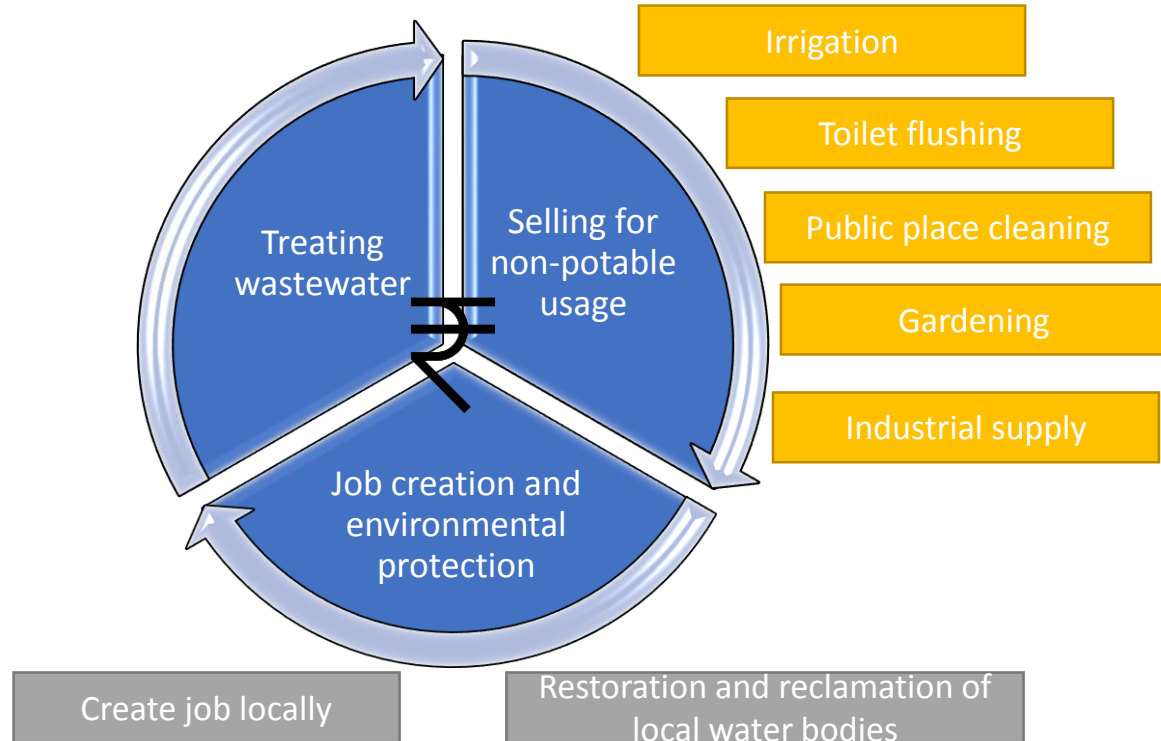 Irrigation
Toilet flushing
Public place cleaning
Gardening
Industrial supply
Treating
wastewater
Selling for
non-potable
usage
₹
Job creation and
environmental
protection
Create job locally
Restoration and reclamation of
local water bodies